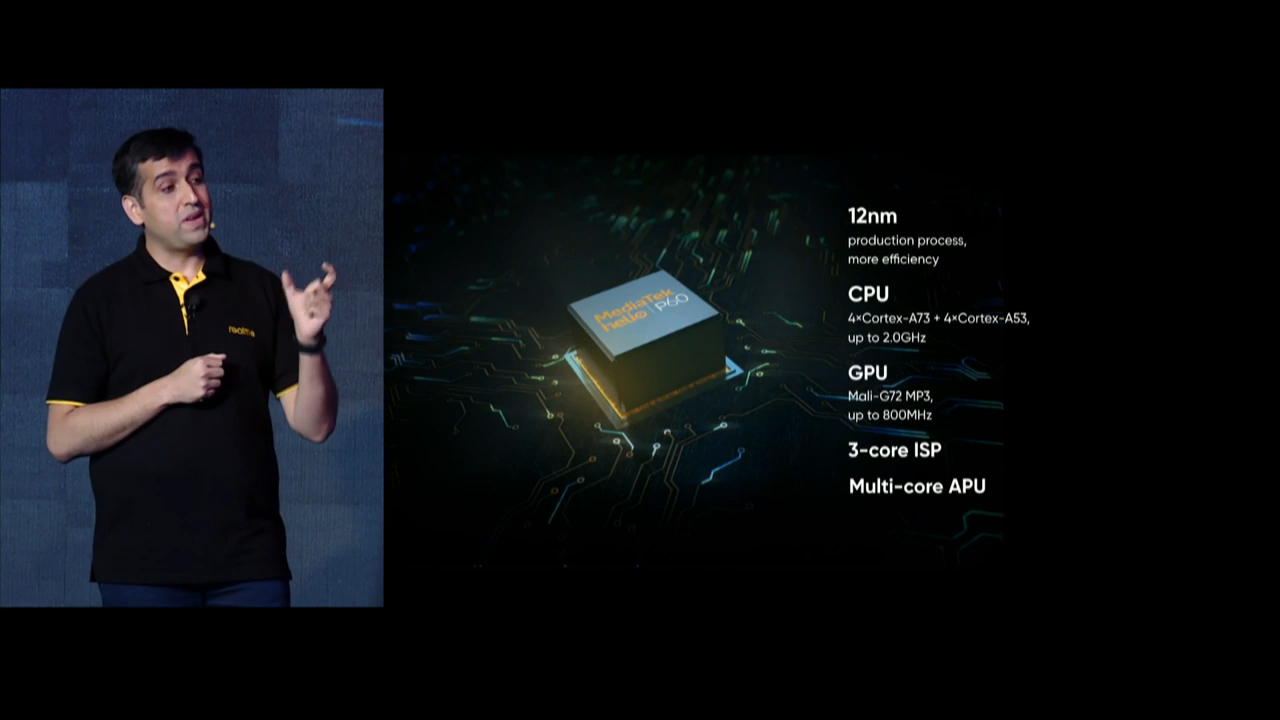 realme
MediaTek
helio | P60
12nm
production process,
more efficiency
CPU
4×Cortex-A73 + 4×Cortex-A53,
up to 2.0GHz
GPU
Mali-G72 MP3,
up to 800MHz
3-core ISP
Multi-core APU